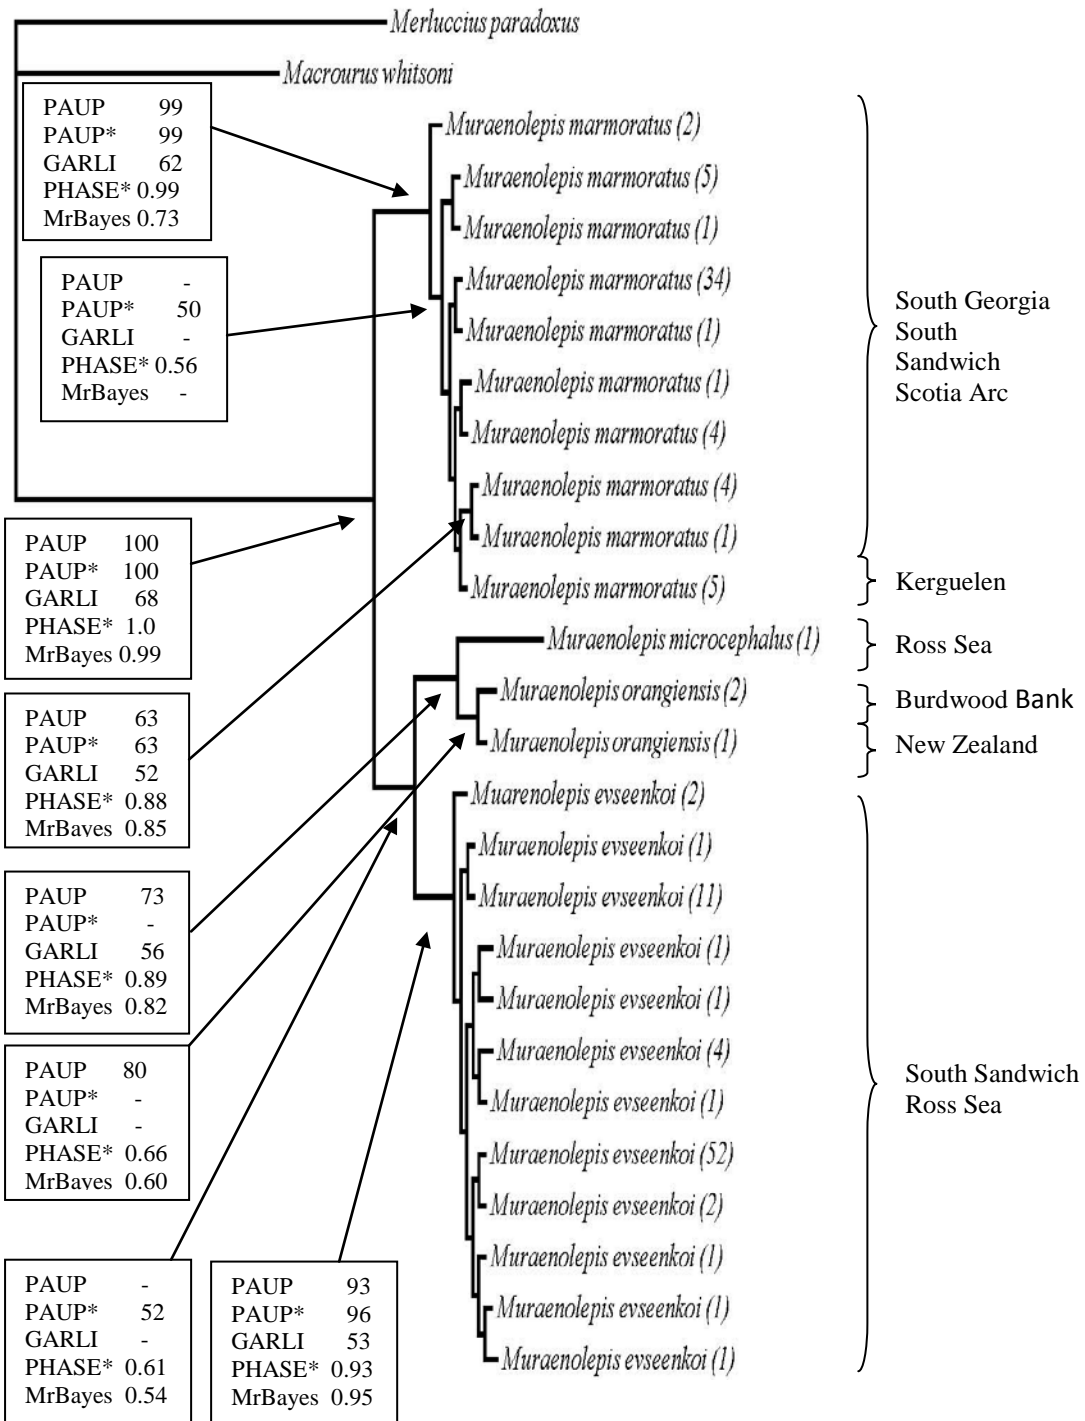 Merluccius paradoxus
Macrourus whitsoni
PAUP 99
PAUP* 99
GARLI 62
PHASE* 0.99
MrBayes 0.73
PAUP -
PAUP* 50
GARLI -
PHASE* 0.56
MrBayes -
PAUP 100
PAUP* 100
GARLI 68
PHASE* 1.0
MrBayes 0.99
PAUP 63
PAUP* 63
GARLI 52
PHASE* 0.88
MrBayes 0.85
PAUP 73
PAUP* -
GARLI 56
PHASE* 0.89
MrBayes 0.82
PAUP 80
PAUP* -
GARLI -
PHASE* 0.66
MrBayes 0.60
PAUP -
PAUP* 52
GARLI -
PHASE* 0.61
MrBayes 0.54
PAUP 93
PAUP* 96
GARLI 53
PHASE* 0.93
MrBayes 0.95
Muraenolepis marmoratus (2)
Muraenolepis marmoratus (5)
Muraenolepis marmoratus (1)
Muraenolepis marmoratus (34)
Muraenolepis marmoratus (1)
Muraenolepis marmoratus (1)
Muraenolepis marmoratus (4)
Muraenolepis marmoratus (4)
Muraenolepis marmoratus (1)
Muraenolepis marmoratus (5)
Muraenolepis microcephalus (1)
Muraenolepis orangiensis (2)
Muraenolepis orangiensis (1)
Muarenolepis evseenkoi (2)
Muraenolepis evseenkoi (1)
Muraenolepis evseenkoi (11)
Muraenolepis evseenkoi (1)
Muraenolepis evseenkoi (1)
Muraenolepis evseenkoi (4)
Muraenolepis evseenkoi (1)
Muraenolepis evseenkoi (52)
Muraenolepis evseenkoi (2)
Muraenolepis evseenkoi (1)
Muraenolepis evseenkoi (1)
Muraenolepis evseenkoi (1)
South Georgia
South
Sandwich
Scotia Arc
Kerguelen
Ross Sea
Burdwood Bank
New Zealand
South Sandwich
Ross Sea